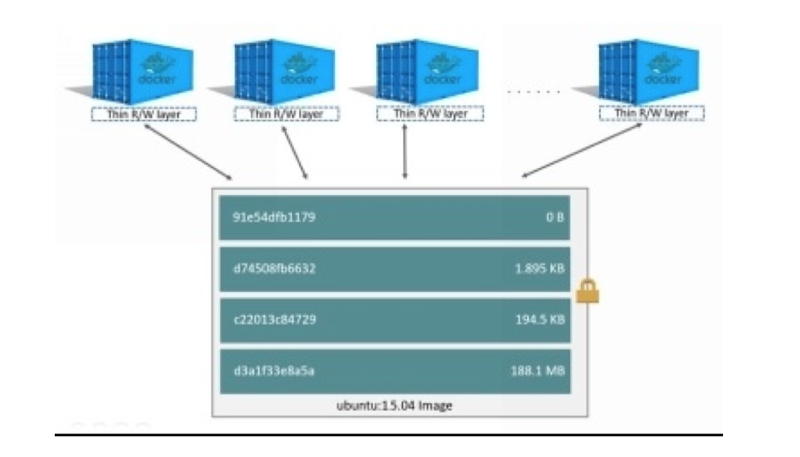 docker docker docker docker
Thin R/W layer Thin R/W layer Thin R/W layer Thin R/W layer
......
91e54dfb1179 0 B
d74508fb6632 1.895 KB
c22013c84729 194.5 KB
d3a1f33e8a5a 188.1 MB
ubuntu:15.04 Image